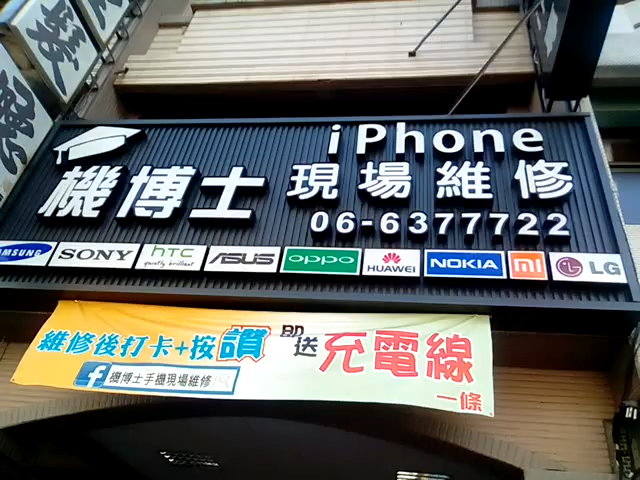 iPhone
機博士 現場維修
06-6377722
SAMSUNG SONY hTC quietly brilliant ASUS oppo HUAWEI NOKIA mi LG
維修後打卡+按讚 即送充電線
機博士手機現場維修
一條
髮